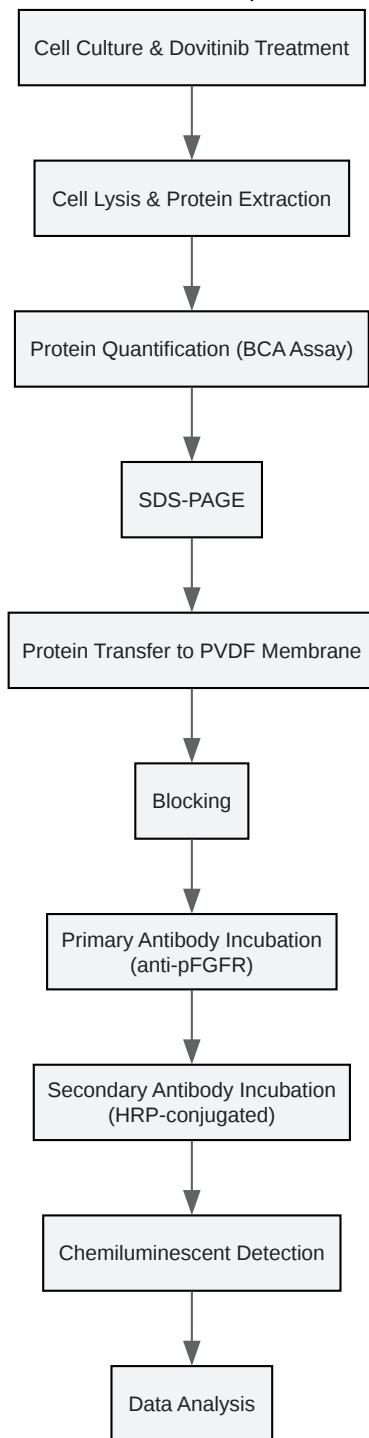 Cell Culture & Dovitinib Treatment
Cell Lysis & Protein Extraction
Protein Quantification (BCA Assay)
SDS-PAGE
Protein Transfer to PVDF Membrane
Blocking
Primary Antibody Incubation
(anti-pFGFR)
Secondary Antibody Incubation
(HRP-conjugated)
Chemiluminescent Detection
Data Analysis